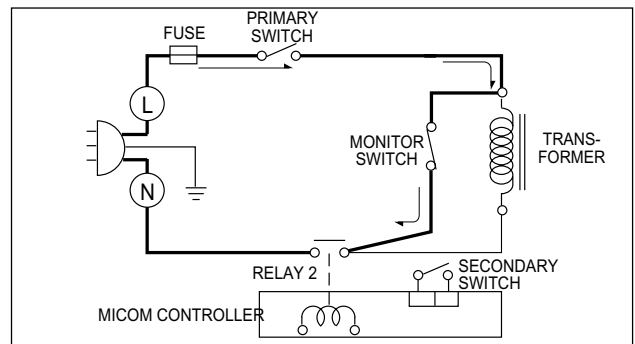 PRIMARY
SWITCH
FUSE
L
MONITOR
SWITCH
TRANS-
FORMER
N
RELAY 2
SECONDARY
SWITCH
MICOM CONTROLLER